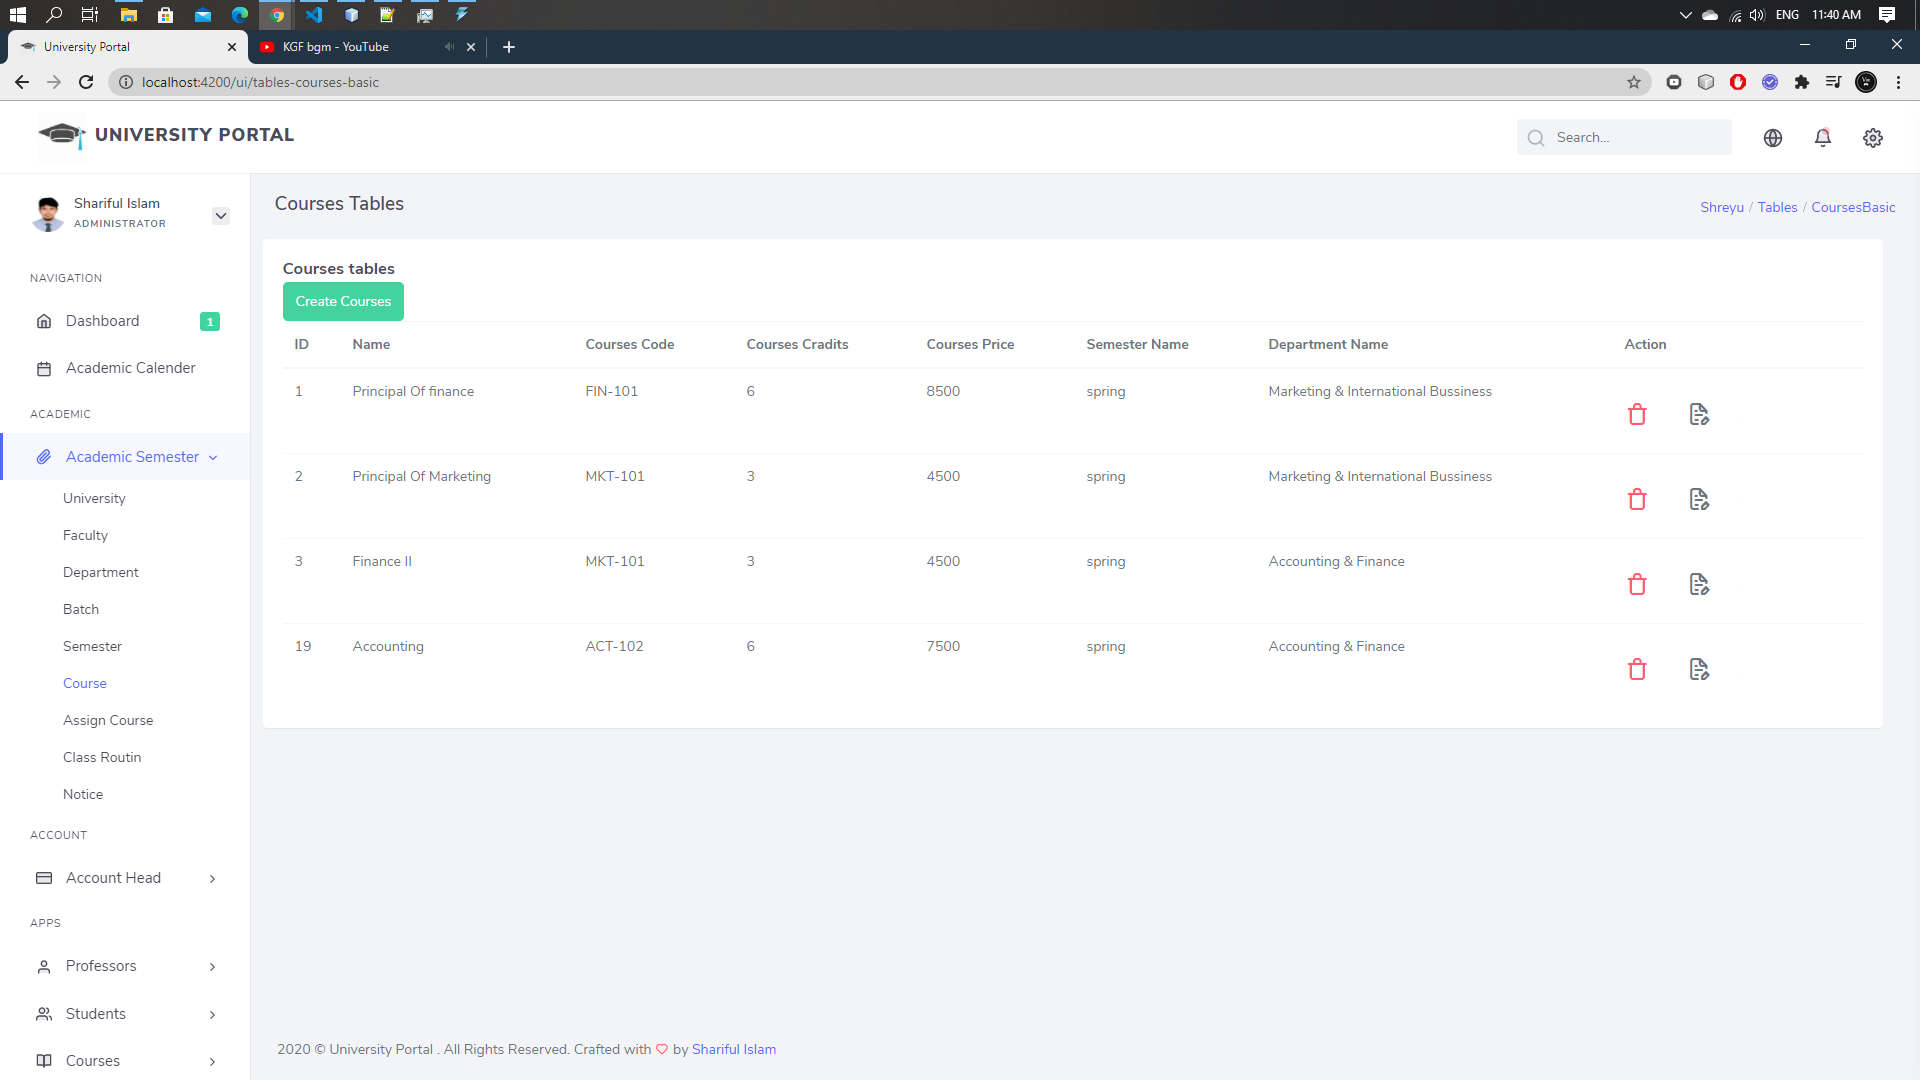 ENG 11:40 AM
University Portal
KGF bgm - YouTube
localhost:4200/ui/tables-courses-basic
UNIVERSITY PORTAL
Search...
Shariful Islam
ADMINISTRATOR
NAVIGATION
Dashboard 1
Academic Calender
ACADEMIC
Academic Semester
University
Faculty
Department
Batch
Semester
Course
Assign Course
Class Routin
Notice
ACCOUNT
Account Head
APPS
Professors
Students
Courses
Courses Tables
Shreyu / Tables / CoursesBasic
Courses tables
Create Courses
ID Name Courses Code Courses Cradits Courses Price Semester Name Department Name Action
1 Principal Of finance FIN-101 6 8500 spring Marketing & International Bussiness
2 Principal Of Marketing MKT-101 3 4500 spring Marketing & International Bussiness
3 Finance II MKT-101 3 4500 spring Accounting & Finance
19 Accounting ACT-102 6 7500 spring Accounting & Finance
2020 © University Portal . All Rights Reserved. Crafted with ♡ by Shariful Islam